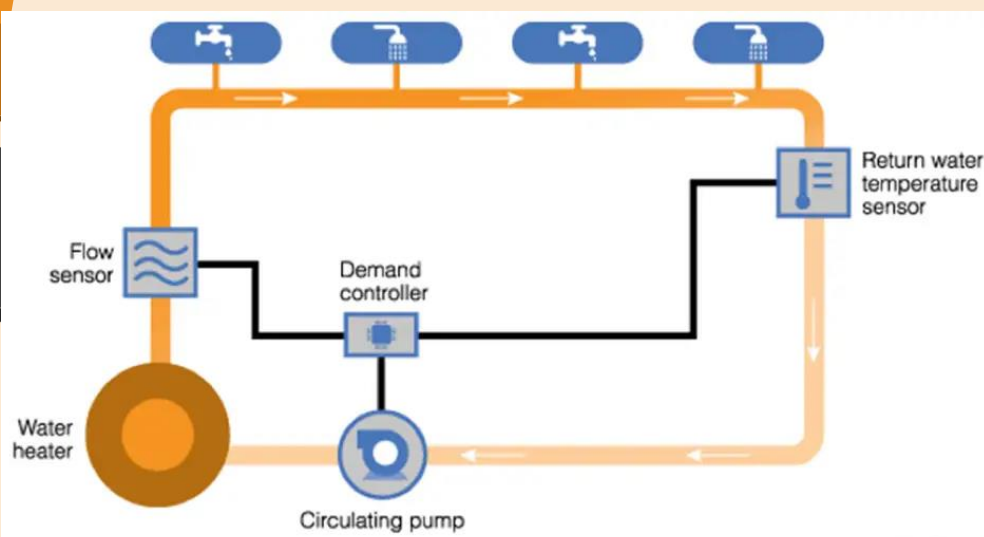 Return water
temperature
sensor
Flow
sensor
Demand
controller
Water
heater
Circulating pump